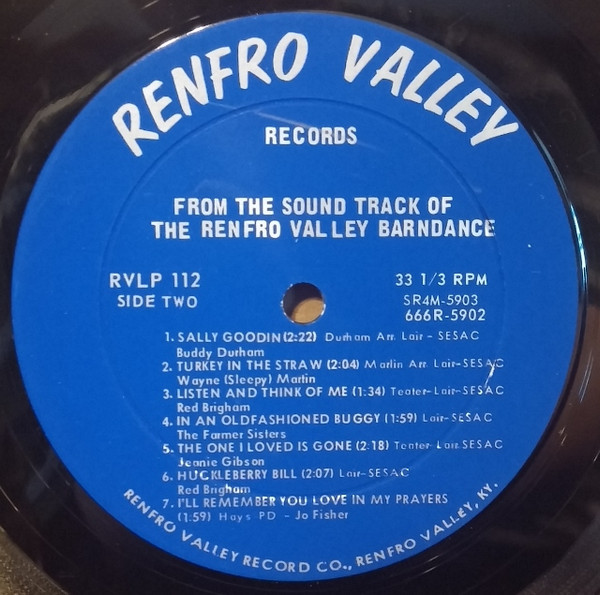 RENFRO VALLEY
RECORDS
FROM THE SOUND TRACK OF
THE RENFRO VALLEY BARNDANCE
RVLP 112
SIDE TWO
33 1/3 RPM
SR4M-5903
666R-5902
1. SALLY GOODIN (2:22) Durham Arr. Lair - SESAC
Buddy Durham
2. TURKEY IN THE STRAW (2:04) Martin Arr. Lair-SESAC
Wayne (Sleepy) Martin
3. LISTEN AND THINK OF ME (1:34) Teater-Lair-SESAC
Red Brigham
4. IN AN OLDFASHIONED BUGGY (1:59) Lair-SESAC
The Farmer Sisters
5. THE ONE I LOVED IS GONE (2:18) Teater-Lair SESAC
Jennie Gibson
6. HUCKLEBERRY BILL (2:07) Lair-SESAC
Red Brigham
7. I'LL REMEMBER YOU LOVE IN MY PRAYERS
(1:59) Hays PD - Jo Fisher
RENFRO VALLEY RECORD CO., RENFRO VALLEY, KY.